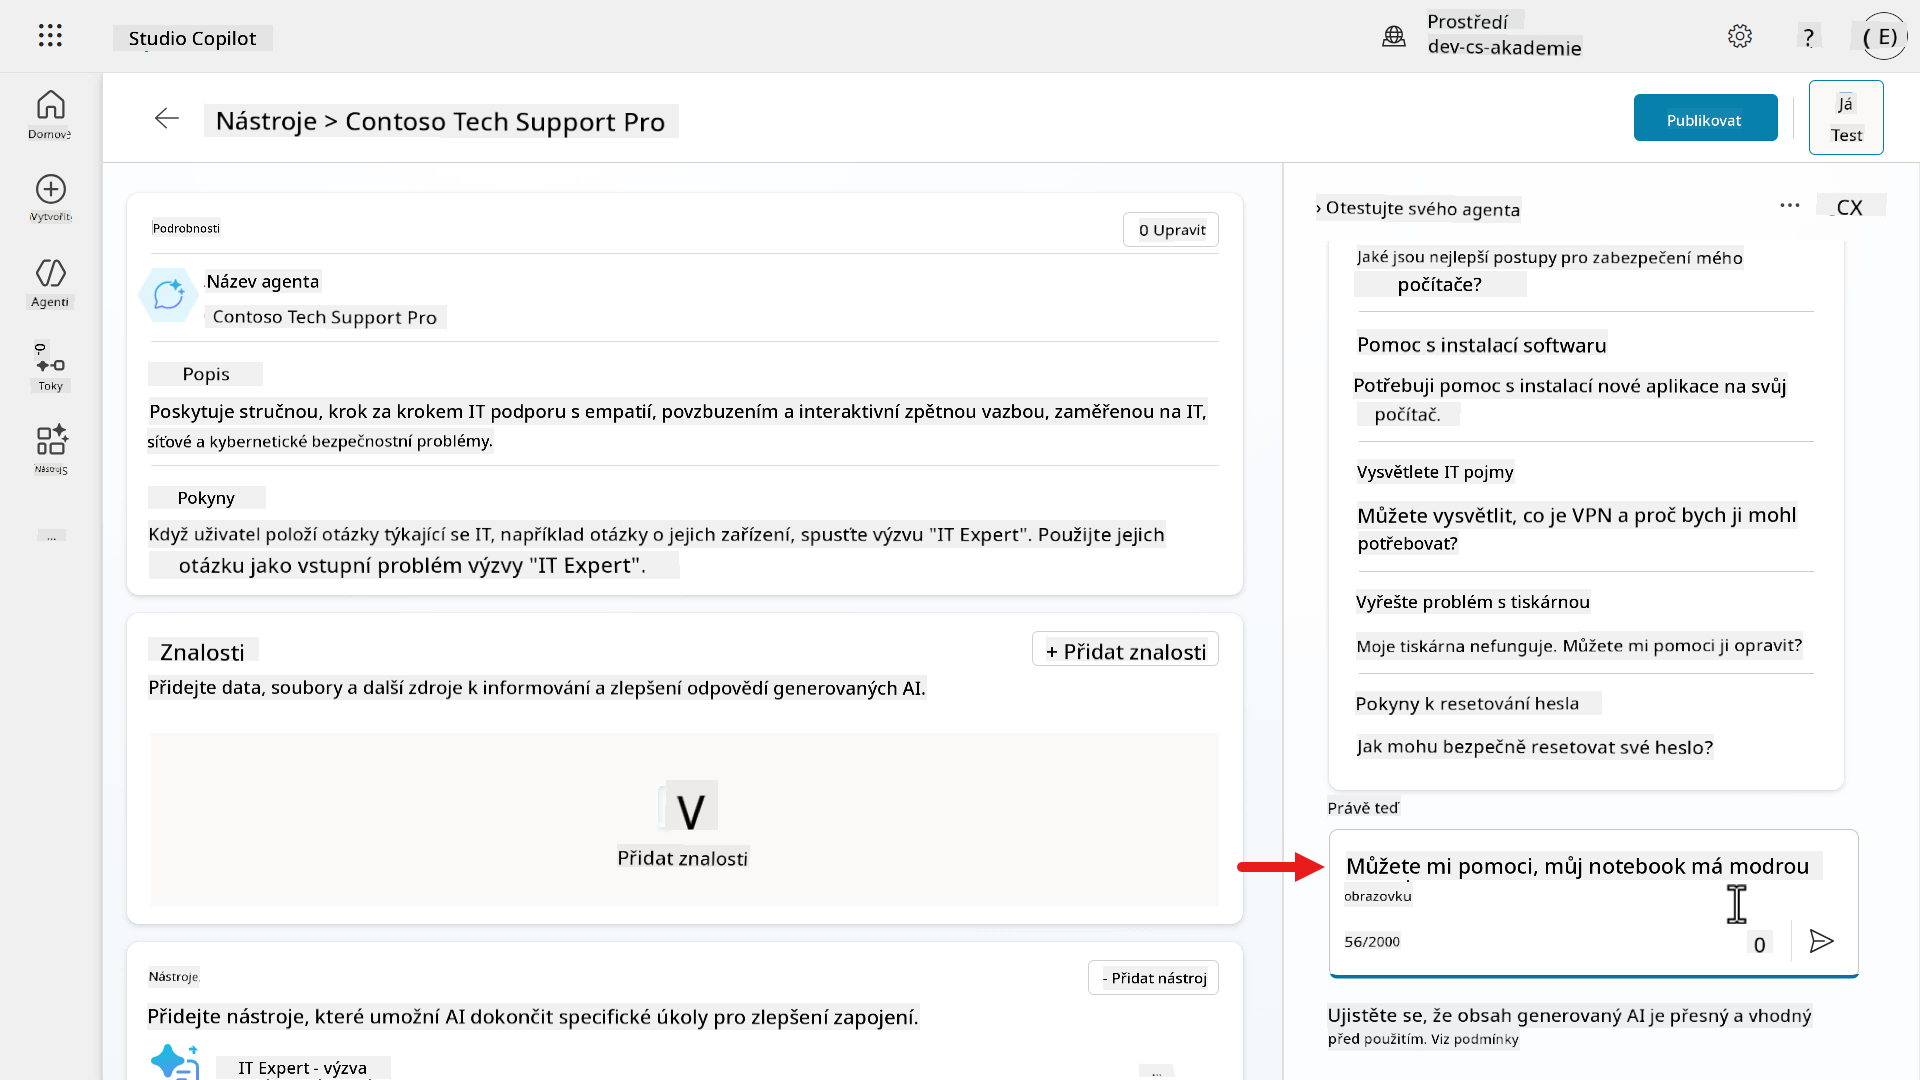 Studio Copilot
Prostředí
dev-cs-akademie
?
( E)
Domove
Vytvořit
Agenti
Toky
Nástroje > Contoso Tech Support Pro
Publikovat
Já
Test
Podrobnosti
0 Upravit
Název agenta
Contoso Tech Support Pro
Popis
Poskytuje stručnou, krok za krokem IT podporu s empatií, povzbuzením a interaktivní zpětnou vazbou, zaměřenou na IT,
síťové a kybernetické bezpečnostní problémy.
Pokyny
Když uživatel položí otázky týkající se IT, například otázky o jejich zařízení, spusťte výzvu "IT Expert". Použijte jejich
otázku jako vstupní problém výzvy "IT Expert".
Znalosti
+ Přidat znalosti
Přidejte data, soubory a další zdroje k informování a zlepšení odpovědí generovaných AI.
V
Přidat znalosti
Nástroje
- Přidat nástroj
Přidejte nástroje, které umožní AI dokončit specifické úkoly pro zlepšení zapojení.
IT Expert - výzva
...
› Otestujte svého agenta
... CX
Jaké jsou nejlepší postupy pro zabezpečení mého
počítače?
Pomoc s instalací softwaru
Potřebuji pomoc s instalací nové aplikace na svůj
počítač.
Vysvětlete IT pojmy
Můžete vysvětlit, co je VPN a proč bych ji mohl
potřebovat?
Vyřešte problém s tiskárnou
Moje tiskárna nefunguje. Můžete mi pomoci ji opravit?
Pokyny k resetování hesla
Jak mohu bezpečně resetovat své heslo?
Právě teď
Můžete mi pomoci, můj notebook má modrou
obrazovku
56/2000
0
Ujistěte se, že obsah generovaný AI je přesný a vhodný
před použitím. Viz podmínky